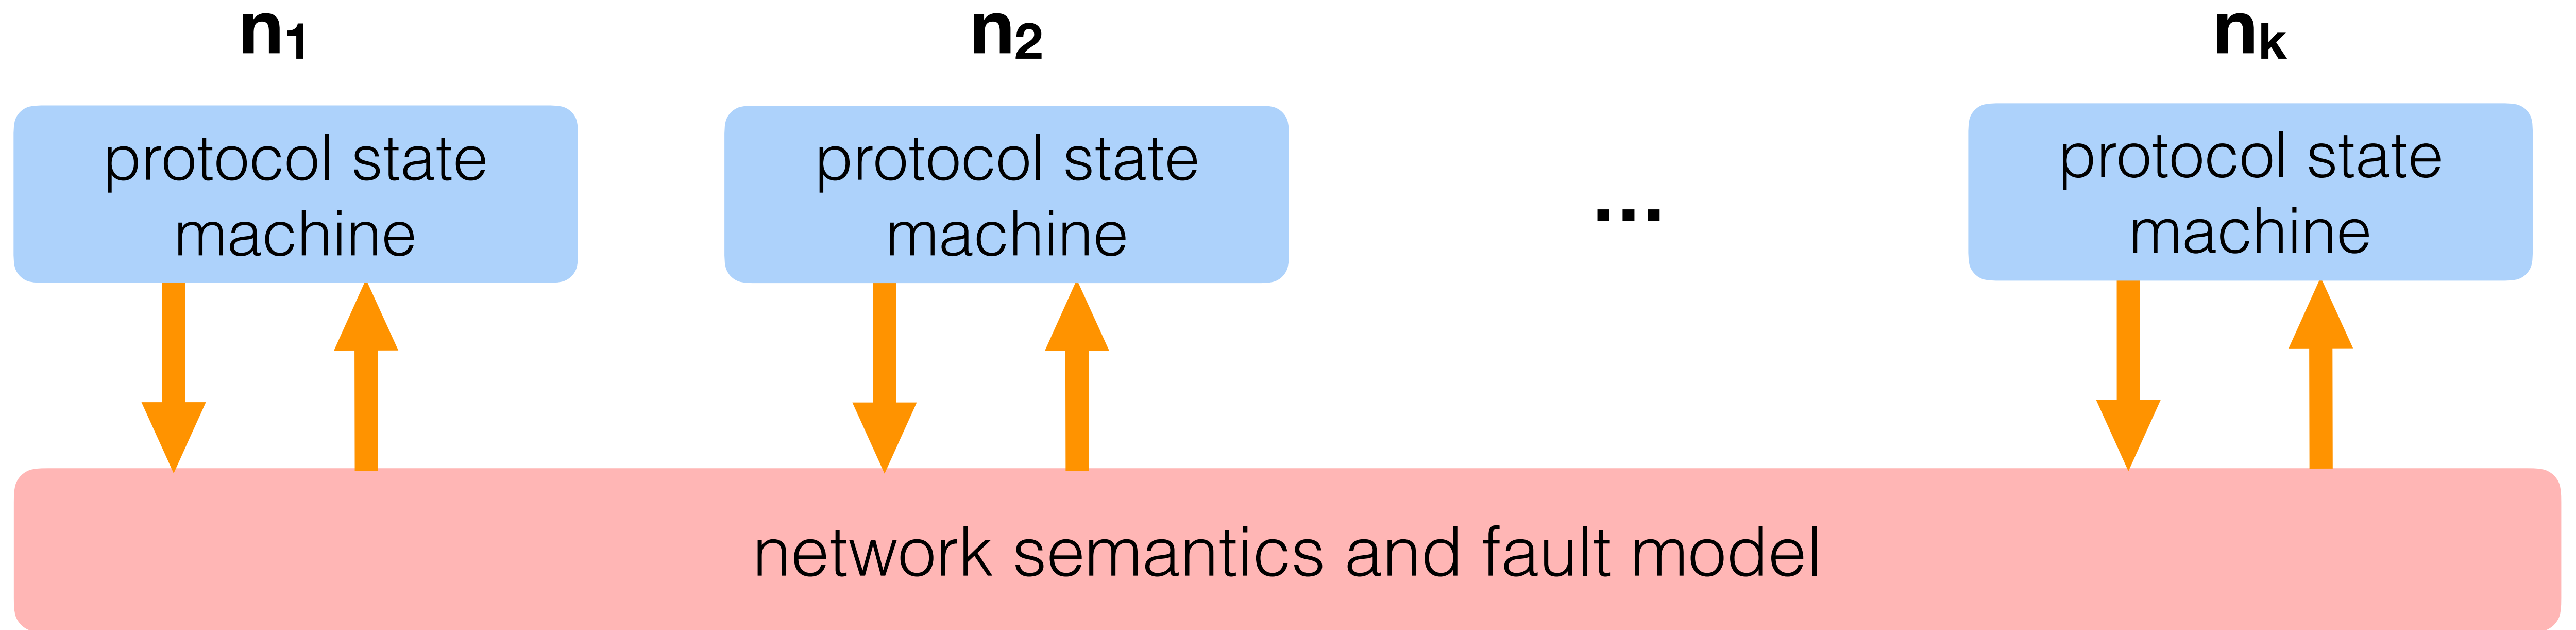 n₁ n₂ nₖ
protocol state protocol state protocol state
machine machine ... machine
network semantics and fault model